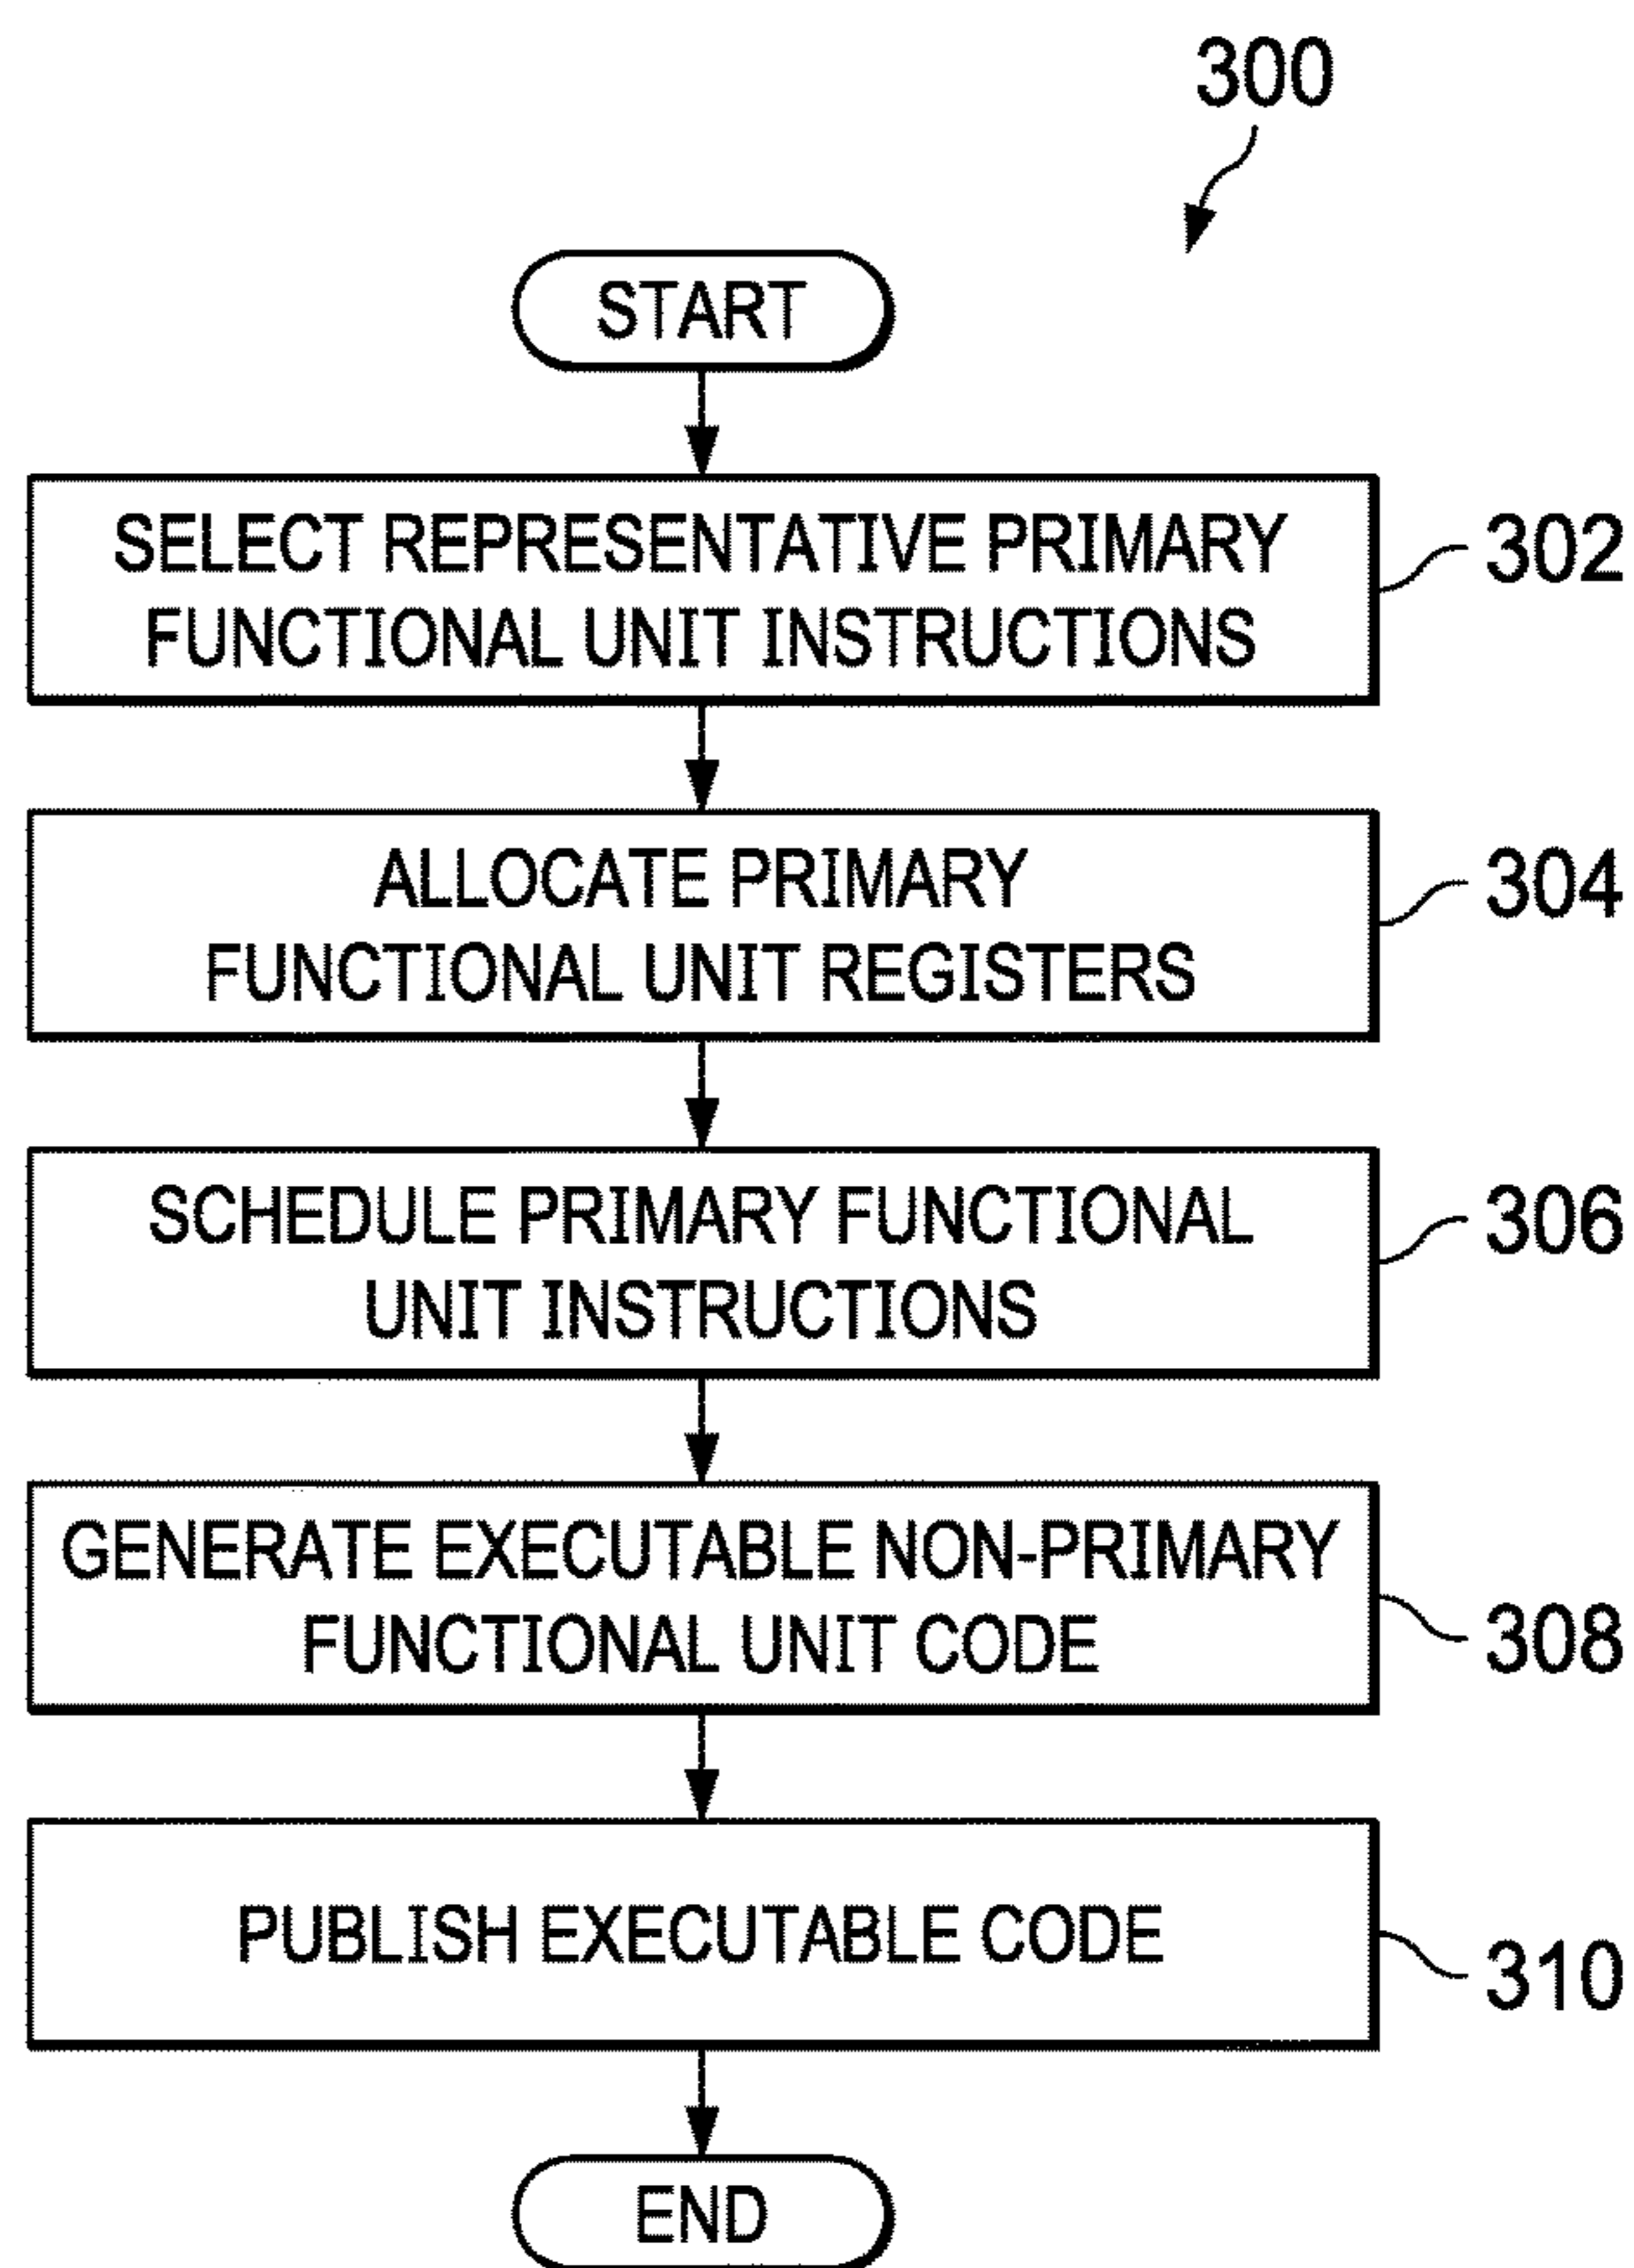 300
START
SELECT REPRESENTATIVE PRIMARY
FUNCTIONAL UNIT INSTRUCTIONS
302
ALLOCATE PRIMARY
FUNCTIONAL UNIT REGISTERS
304
SCHEDULE PRIMARY FUNCTIONAL
UNIT INSTRUCTIONS
306
GENERATE EXECUTABLE NON-PRIMARY
FUNCTIONAL UNIT CODE
308
PUBLISH EXECUTABLE CODE
310
END